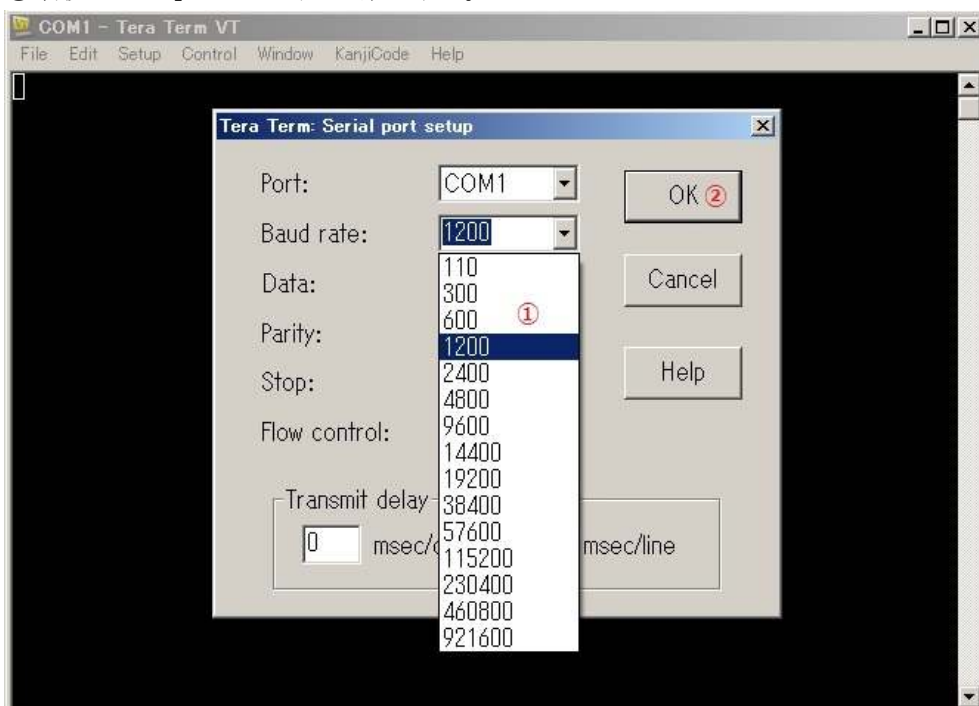 COM1 - Tera Term VT
File Edit Setup Control Window KanjiCode Help
Tera Term: Serial port setup
Port: COM1
OK ②
Baud rate: 1200
110
Data:
300
Cancel
600 ①
Parity:
1200
2400
Stop:
Help
4800
9600
Flow control:
14400
19200
Transmit delay
38400
57600
0 msec/ msec/line
115200
230400
460800
921600